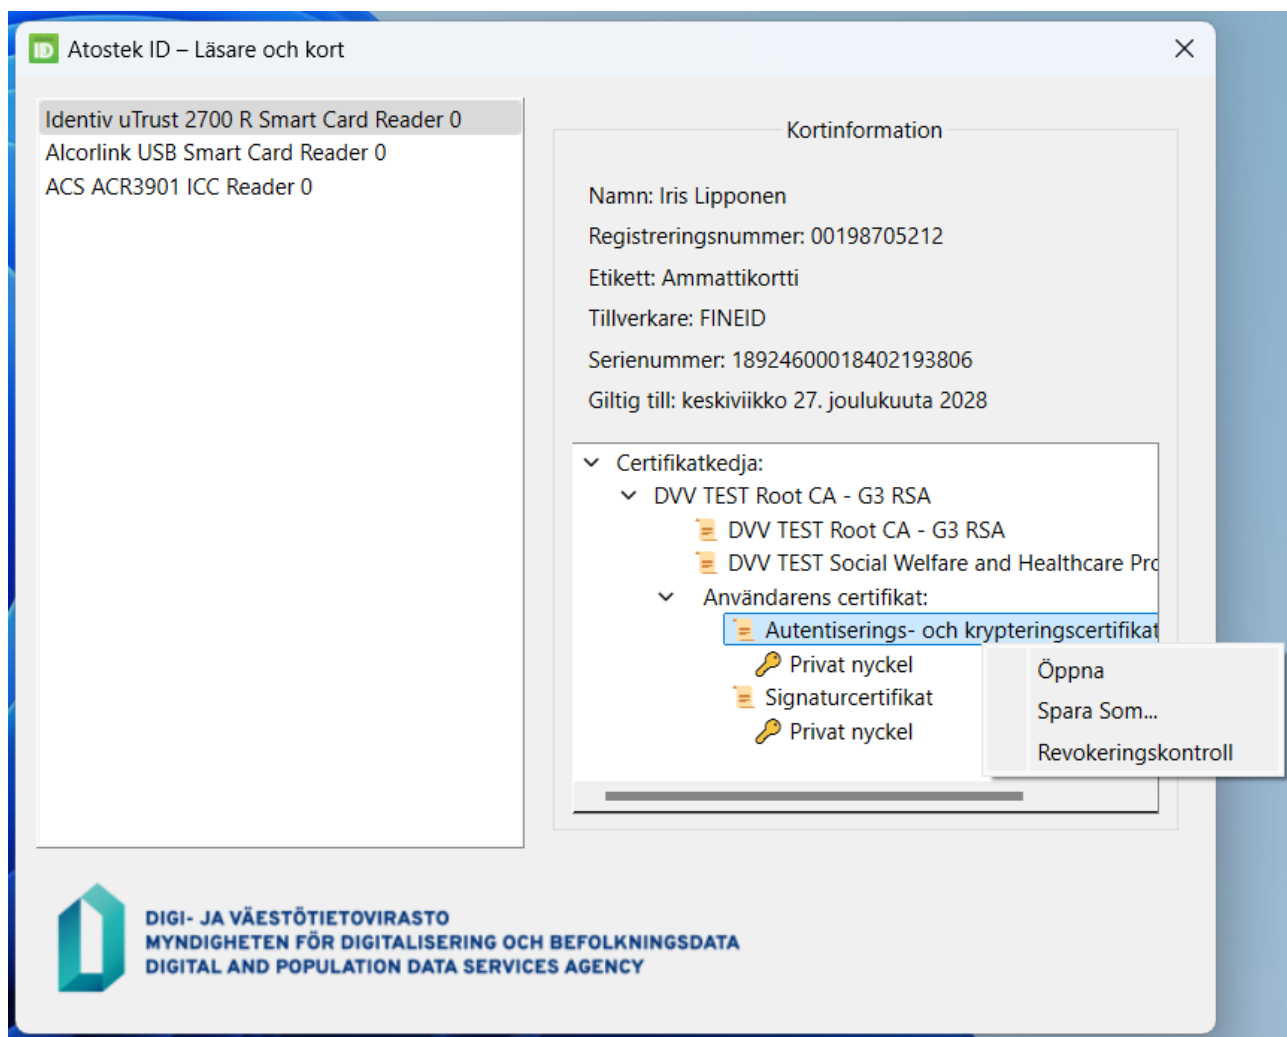 ID Atostek ID – Läsare och kort
Identiv uTrust 2700 R Smart Card Reader 0
Alcorlink USB Smart Card Reader 0
ACS ACR3901 ICC Reader 0
Kortinformation
Namn: Iris Lipponen
Registreringsnummer: 00198705212
Etikett: Ammattikortti
Tillverkare: FINEID
Serienummer: 18924600018402193806
Giltig till: keskiviikko 27. joulukuuta 2028
Certifikatkedja:
DVV TEST Root CA - G3 RSA
DVV TEST Root CA - G3 RSA
DVV TEST Social Welfare and Healthcare Pro
Användarens certifikat:
Autentiserings- och krypteringscertifikat
Privat nyckel
Signaturcertifikat
Privat nyckel
Öppna
Spara Som...
Revokeringskontroll
DIGI- JA VÄESTÖTIETOVIRASTO
MYNDIGHETEN FÖR DIGITALISERING OCH BEFOLKNINGSDATA
DIGITAL AND POPULATION DATA SERVICES AGENCY